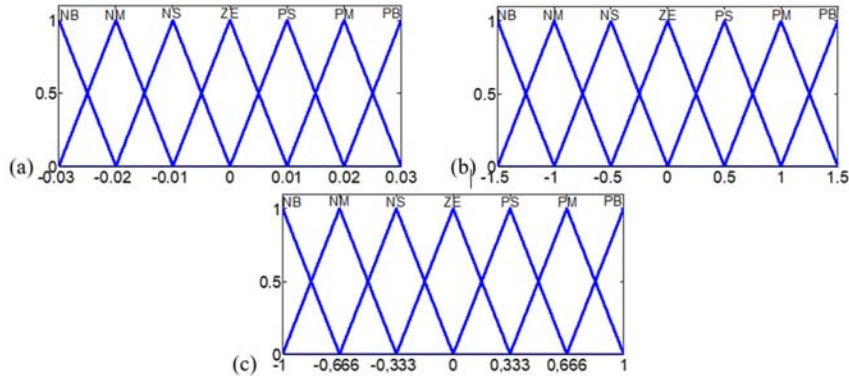 1 NB NM NS ZE PS PM PB
0.5
0
(a) -0.03 -0.02 -0.01 0 0.01 0.02 0.03
1 NB NM NS ZE PS PM PB
0.5
0
(b) -1.5 -1 -0.5 0 0.5 1 1.5
1 NB NM NS ZE PS PM PB
0.5
0
(c) -1 -0,666 -0,333 0 0,333 0,666 1